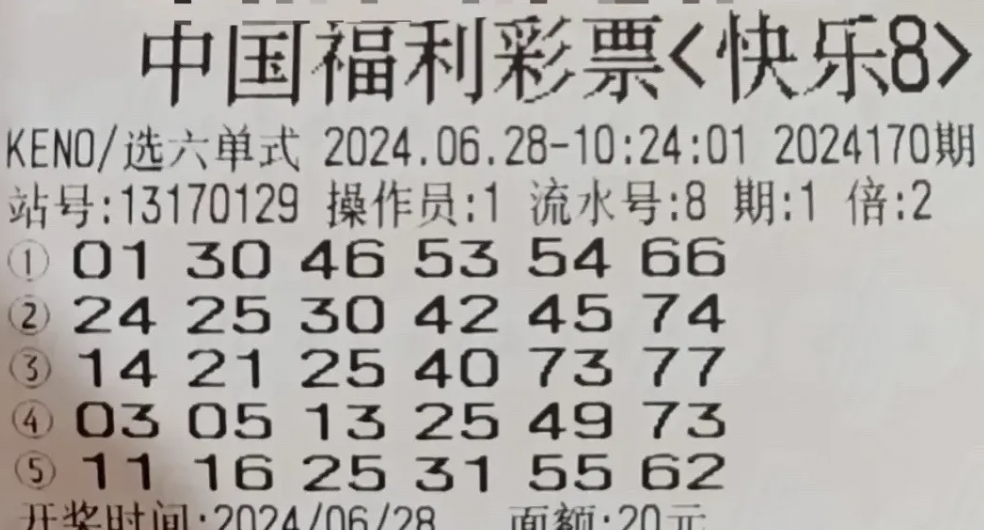 中国福利彩票<快乐8>
KENO/选六单式 2024.06.28-10:24:01 2024170期
站号:13170129 操作员:1 流水号:8 期:1 倍:2
① 01 30 46 53 54 66
② 24 25 30 42 45 74
③ 14 21 25 40 73 77
④ 03 05 13 25 49 73
⑤ 11 16 25 31 55 62
开奖时间:2024/06/28 面额:20元